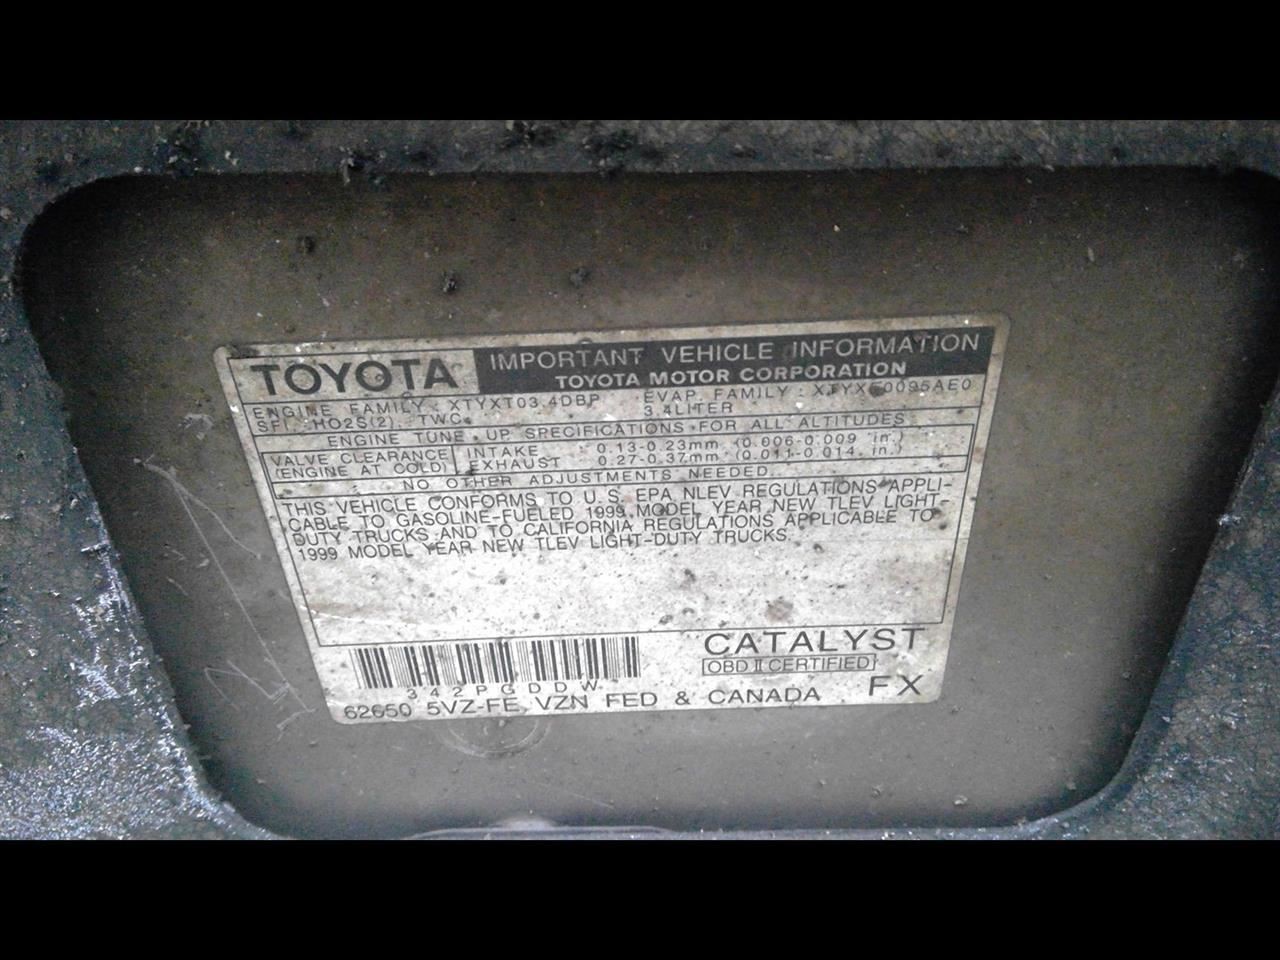 TOYOTA IMPORTANT VEHICLE INFORMATION
TOYOTA MOTOR CORPORATION
ENGINE FAMILY : XTYXT03.4DBP EVAP. FAMILY : XTYXE0095AE0
SFI, HO2S(2), TWC 3.4LITER
ENGINE TUNE-UP SPECIFICATIONS FOR ALL ALTITUDES
VALVE CLEARANCE INTAKE 0.13-0.23mm (0.006-0.009 in.)
(ENGINE AT COLD) EXHAUST 0.27-0.37mm (0.011-0.014 in.)
NO OTHER ADJUSTMENTS NEEDED.
THIS VEHICLE CONFORMS TO U.S. EPA NLEV REGULATIONS APPLI-
CABLE TO GASOLINE-FUELED 1999 MODEL YEAR NEW TLEV LIGHT-
DUTY TRUCKS AND TO CALIFORNIA REGULATIONS APPLICABLE TO
1999 MODEL YEAR NEW TLEV LIGHT-DUTY TRUCKS.
CATALYST
OBD II CERTIFIED
342PGDDW
62650 5VZ-FE, VZN FED & CANADA FX